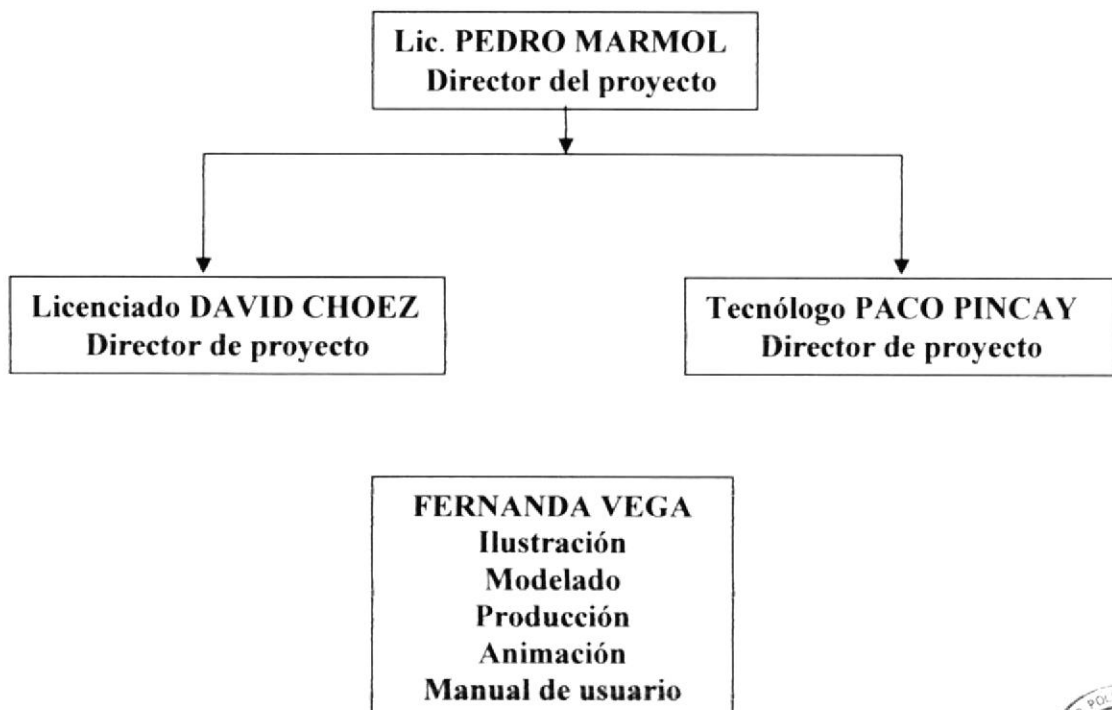 Lic. PEDRO MARMOL
Director del proyecto
Licenciado DAVID CHOEZ
Director de proyecto
Tecnólogo PACO PINCAY
Director de proyecto
FERNANDA VEGA
Ilustración
Modelado
Producción
Animación
Manual de usuario